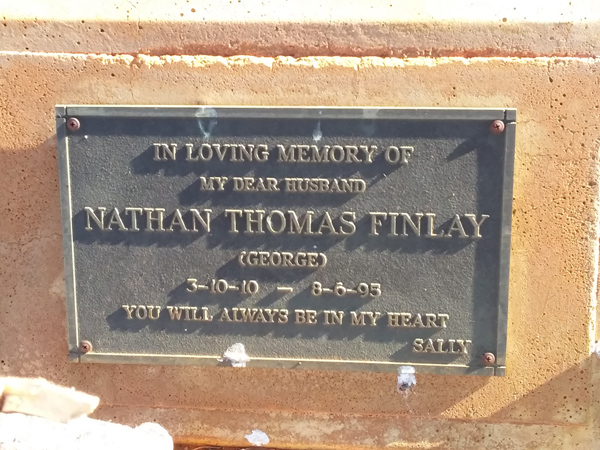 IN LOVING MEMORY OF
MY DEAR HUSBAND
NATHAN THOMAS FINLAY
(GEORGE)
3-10-10 — 8-6-95
YOU WILL ALWAYS BE IN MY HEART
SALLY